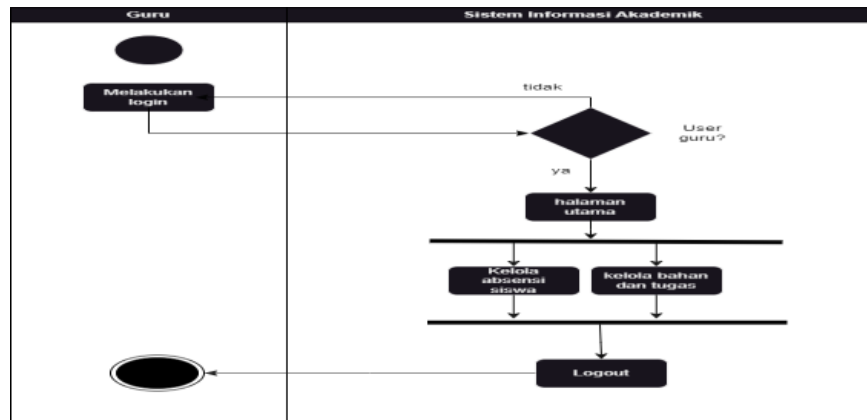 Guru
Sistem Informasi Akademik
Melakukan
login
tidak
User
guru?
ya
halaman
utama
Kelola
absensi
siswa
kelola bahan
dan tugas
Logout